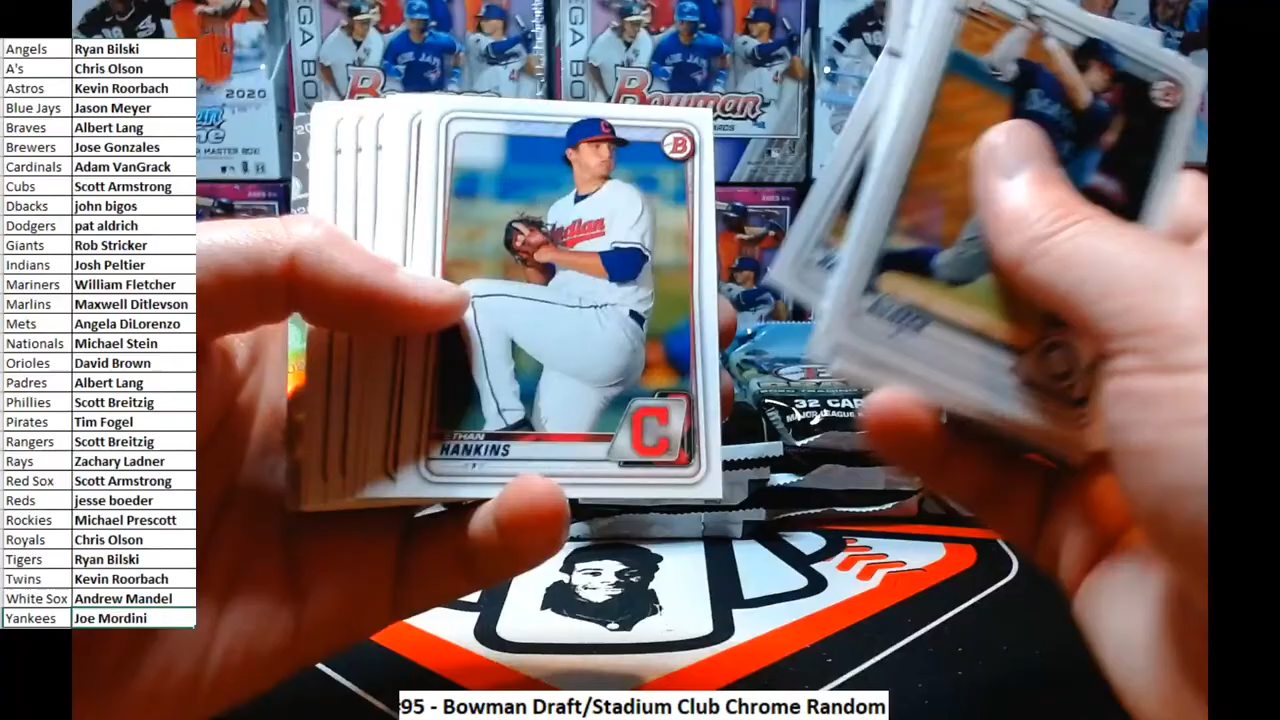 Angels Ryan Bilski
A's Chris Olson
Astros Kevin Roorbach
Blue Jays Jason Meyer
Braves Albert Lang
Brewers Jose Gonzales
Cardinals Adam VanGrack
Cubs Scott Armstrong
Dbacks john bigos
Dodgers pat aldrich
Giants Rob Stricker
Indians Josh Peltier
Mariners William Fletcher
Marlins Maxwell Ditlevson
Mets Angela DiLorenzo
Nationals Michael Stein
Orioles David Brown
Padres Albert Lang
Phillies Scott Breitzig
Pirates Tim Fogel
Rangers Scott Breitzig
Rays Zachary Ladner
Red Sox Scott Armstrong
Reds jesse boeder
Rockies Michael Prescott
Royals Chris Olson
Tigers Ryan Bilski
Twins Kevin Roorbach
White Sox Andrew Mandel
Yankees Joe Mordini
2020
Bowman
Bowman
B
Indian
THAN
HANKINS
C
32 CAR
95 - Bowman Draft/Stadium Club Chrome Random